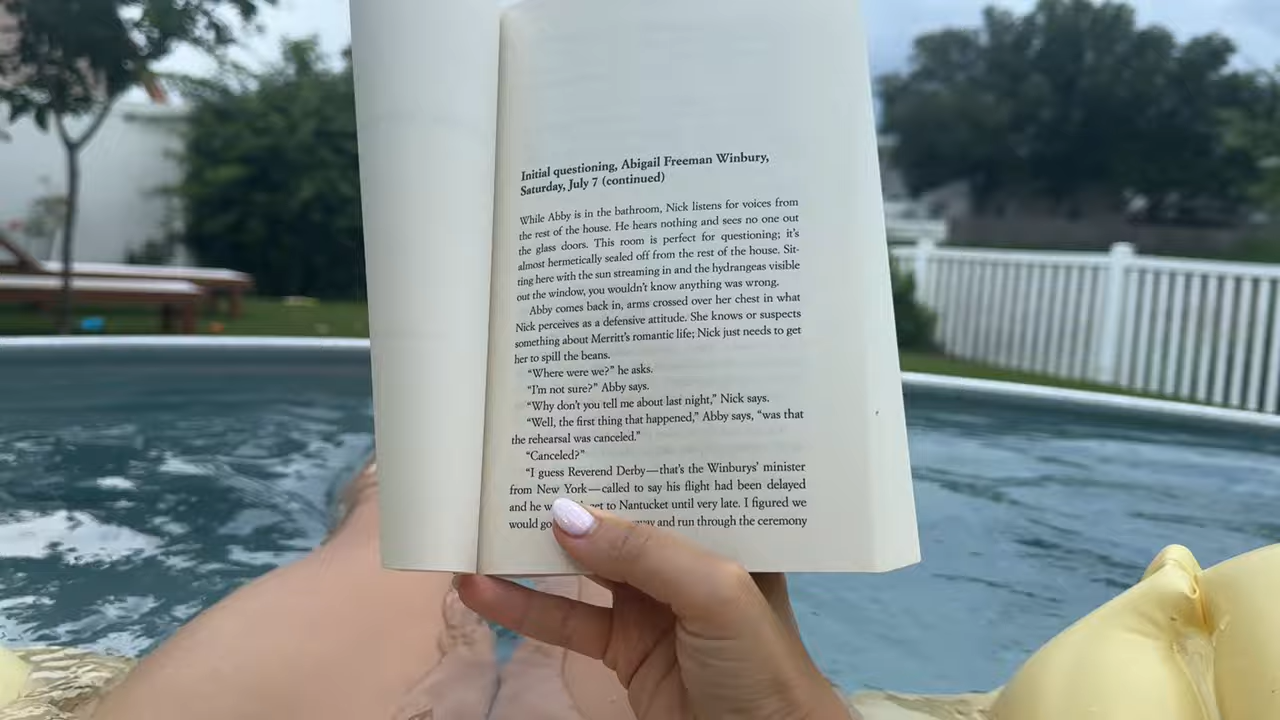 Initial questioning, Abigail Freeman Winbury,
Saturday, July 7 (continued)
While Abby is in the bathroom, Nick listens for voices from
the rest of the house. He hears nothing and sees no one out
the glass doors. This room is perfect for questioning; it's
almost hermetically sealed off from the rest of the house. Sit-
ting here with the sun streaming in and the hydrangeas visible
out the window, you wouldn't know anything was wrong.
Abby comes back in, arms crossed over her chest in what
Nick perceives as a defensive attitude. She knows or suspects
something about Merritt's romantic life; Nick just needs to get
her to spill the beans.
“Where were we?” he asks.
“I'm not sure?” Abby says.
“Why don't you tell me about last night,” Nick says.
“Well, the first thing that happened,” Abby says, “was that
the rehearsal was canceled.”
“Canceled?”
“I guess Reverend Derby—that's the Winburys' minister
from New York—called to say his flight had been delayed
and he get to Nantucket until very late. I figured we
would go and run through the ceremony